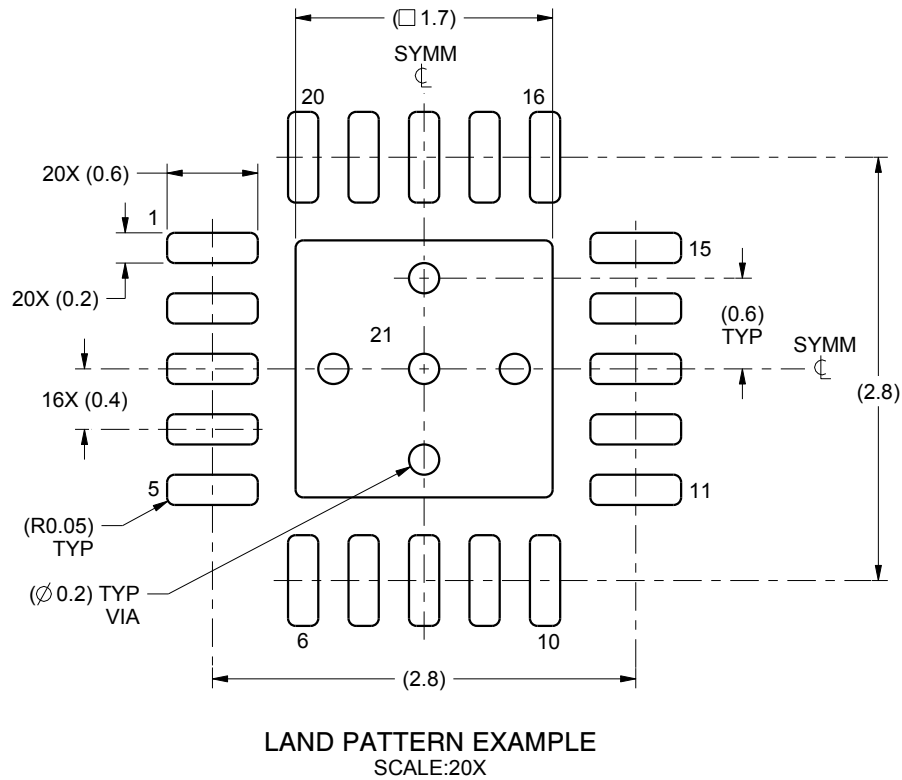 (□ 1.7)
SYMM
℄
20
16
20X (0.6)
1
15
20X (0.2)
21
(0.6)
TYP
SYMM
℄
(2.8)
16X (0.4)
5
11
(R0.05)
TYP
(∅ 0.2) TYP
VIA
6
10
(2.8)
LAND PATTERN EXAMPLE
SCALE:20X